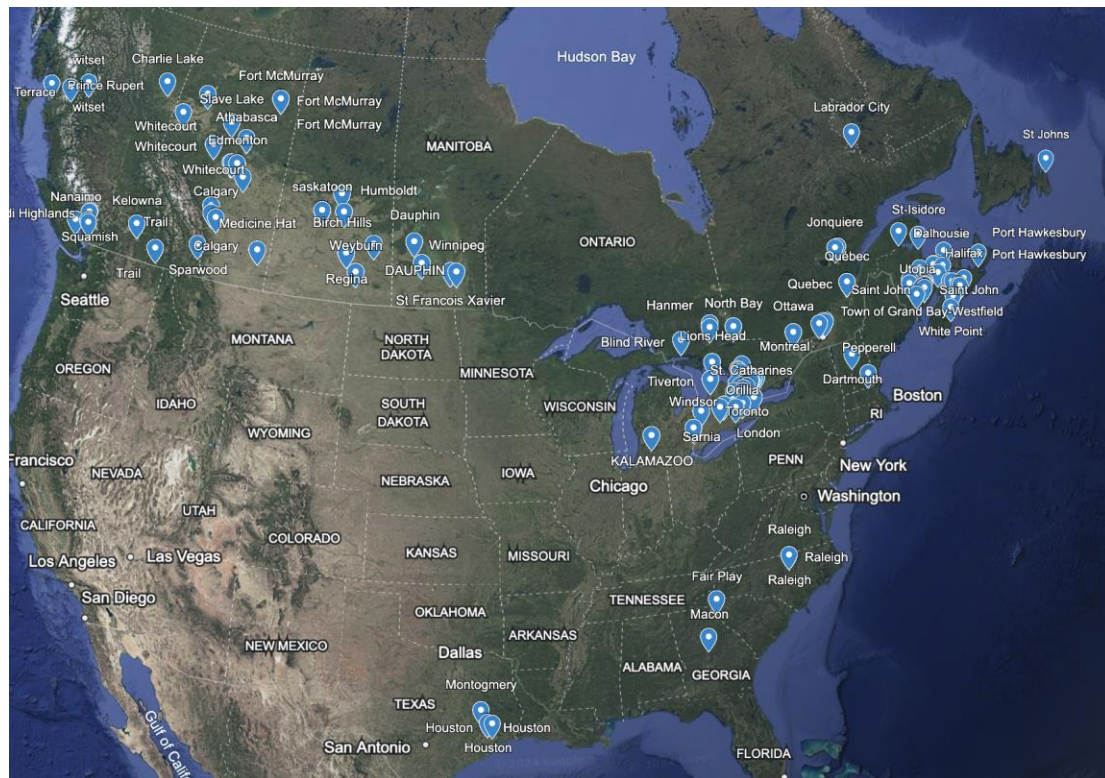 Hudson Bay
witset
Charlie Lake
Fort McMurray
Terrace
Prince Rupert
witset
Slave Lake
Fort McMurray
Labrador City
Whitecourt
Athabasca
Fort McMurray
St Johns
Whitecourt
Edmonton
MANITOBA
Whitecourt
saskatoon
Humboldt
Nanaimo
Kelowna
Calgary
di Highlands
Trail
Medicine Hat
Birch Hills
Dauphin
Jonquiere
St-Isidore
Dalhousie
Port Hawkesbury
Squamish
Calgary
Weyburn
Winnipeg
ONTARIO
Québec
Halifax
Port Hawkesbury
Trail
Sparwood
Regina
DAUPHIN
Utopia
Seattle
St Francois Xavier
Quebec
Saint John
Saint John
Hanmer
North Bay
Ottawa
Town of Grand Bay-Westfield
MONTANA
NORTH
DAKOTA
Blind River
Lions Head
Montreal
White Point
OREGON
MINNESOTA
Pepperell
St. Catharines
Tiverton
Orillia
Dartmouth
IDAHO
SOUTH
DAKOTA
WISCONSIN
Windsor
Toronto
Boston
RI
WYOMING
Sarnia
London
Francisco
KALAMAZOO
PENN
NEVADA
NEBRASKA
IOWA
Chicago
New York
UTAH
Washington
CALIFORNIA
COLORADO
Los Angeles
Las Vegas
KANSAS
MISSOURI
Raleigh
Raleigh
Raleigh
San Diego
Fair Play
OKLAHOMA
TENNESSEE
Macon
NEW MEXICO
ARKANSAS
Dallas
ALABAMA
GEORGIA
Montogmery
TEXAS
Houston
Houston
Gulf of Calif
San Antonio
Houston
FLORIDA